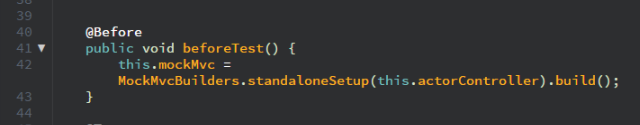 39
40 @Before
41 public void beforeTest() {
42 this.mockMvc =
MockMvcBuilders.standaloneSetup(this.actorController).build();
43 }
44